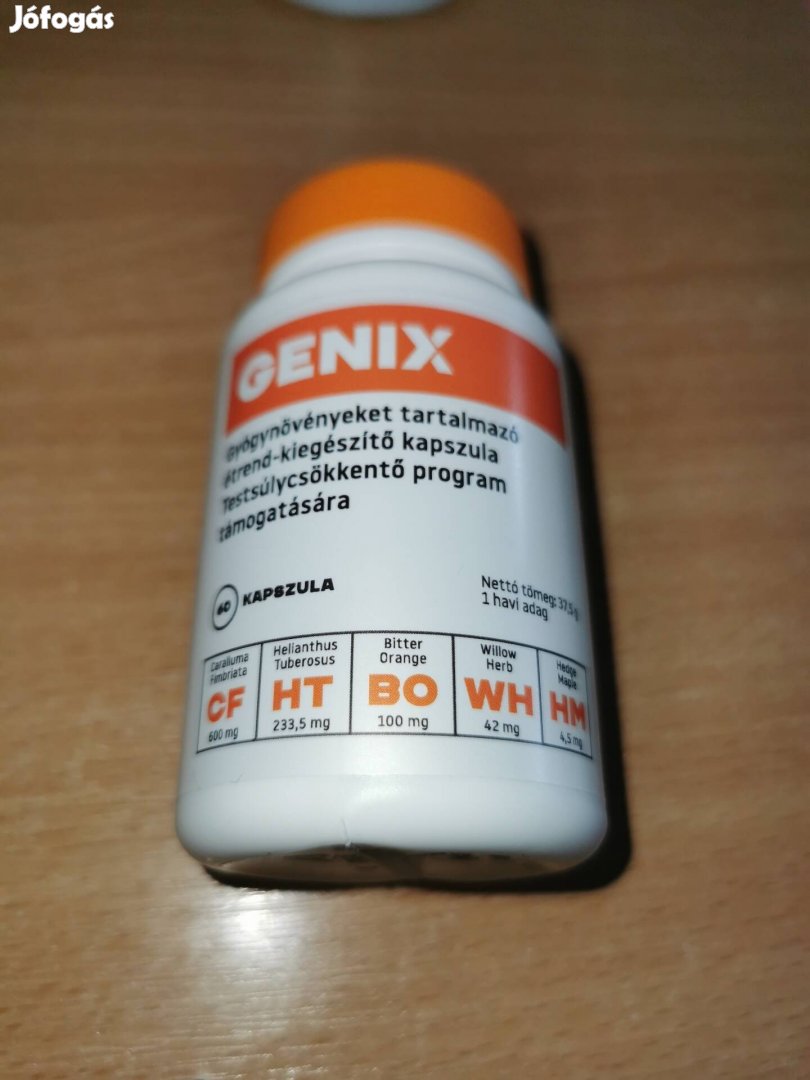 Jófogás
GENIX
Gyógynövényeket tartalmazó
étrend-kiegészítő kapszula
Testsúlycsökkentő program
támogatására
60 KAPSZULA
Nettó tömeg: 37,5 g
1 havi adag
Caralluma
Fimbriata
CF
600 mg
Helianthus
Tuberosus
HT
233,5 mg
Bitter
Orange
BO
100 mg
Willow
Herb
WH
42 mg
Hedge
Maple
HM
4,5 mg